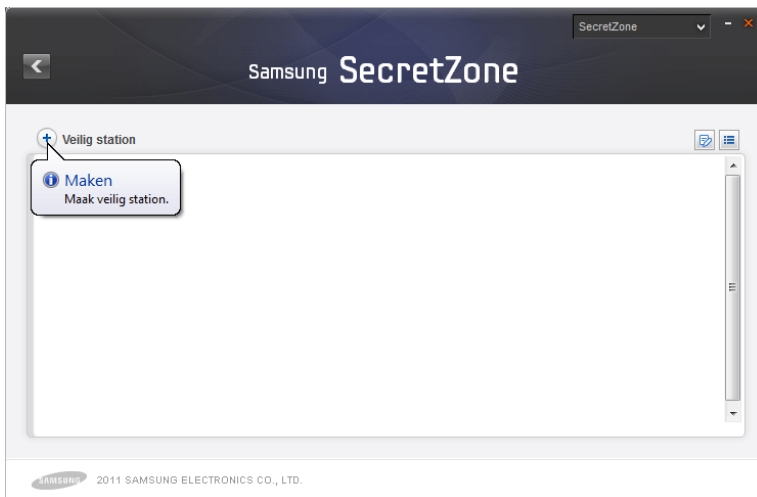 SecretZone
Samsung SecretZone
Veilig station
Maken
Maak veilig station.
SAMSUNG 2011 SAMSUNG ELECTRONICS CO., LTD.